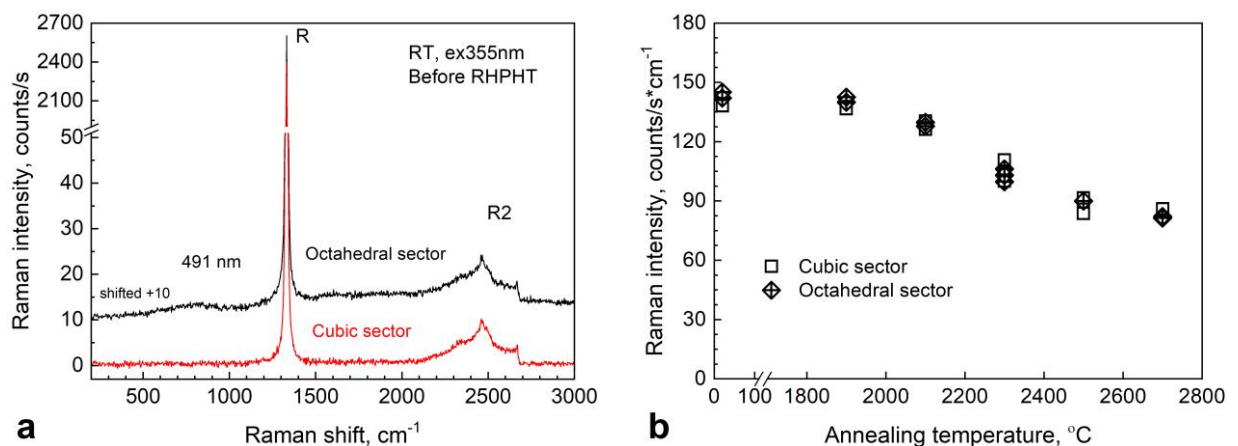 2700
2600
2400
2100
50
40
30
20
10
0
Raman intensity, counts/s
R
RT, ex355nm
Before RHPHT
R2
491 nm
Octahedral sector
shifted +10
Cubic sector
500 1000 1500 2000 2500 3000
Raman shift, cm⁻¹
a
180
150
120
90
60
30
0
Raman intensity, counts/s*cm⁻¹
Cubic sector
Octahedral sector
0 100 2000 2200 2400 2600 2800
Annealing temperature, °C
b